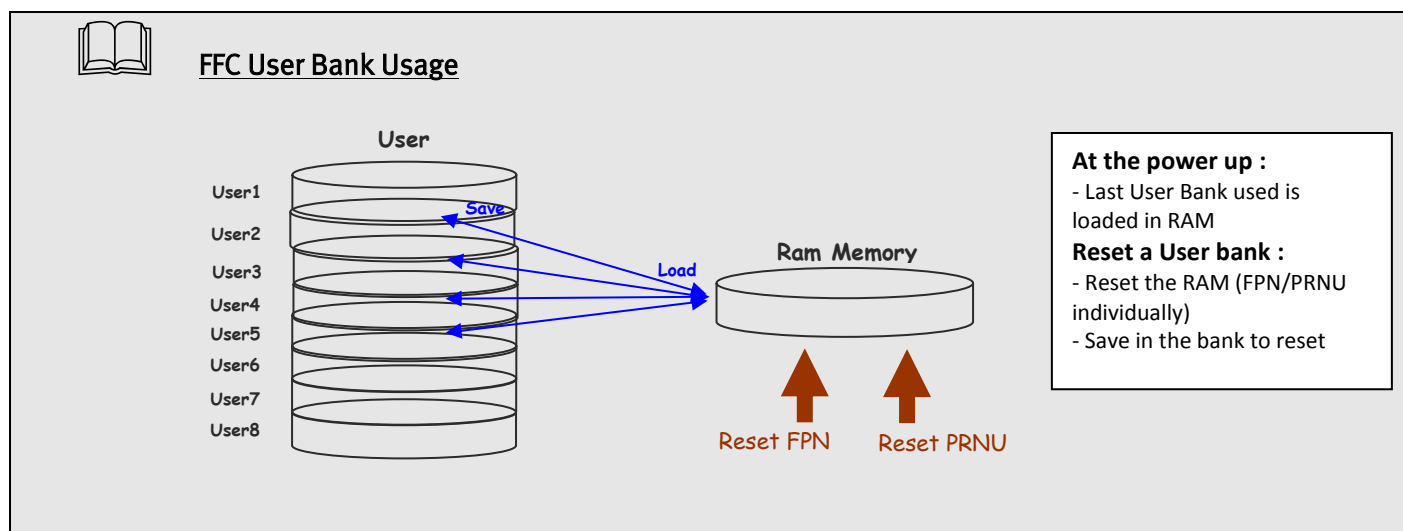 FFC User Bank Usage
User
User1
User2
User3
User4
User5
User6
User7
User8
Save
Load
Ram Memory
Reset FPN
Reset PRNU
At the power up :
- Last User Bank used is
loaded in RAM
Reset a User bank :
- Reset the RAM (FPN/PRNU
individually)
- Save in the bank to reset